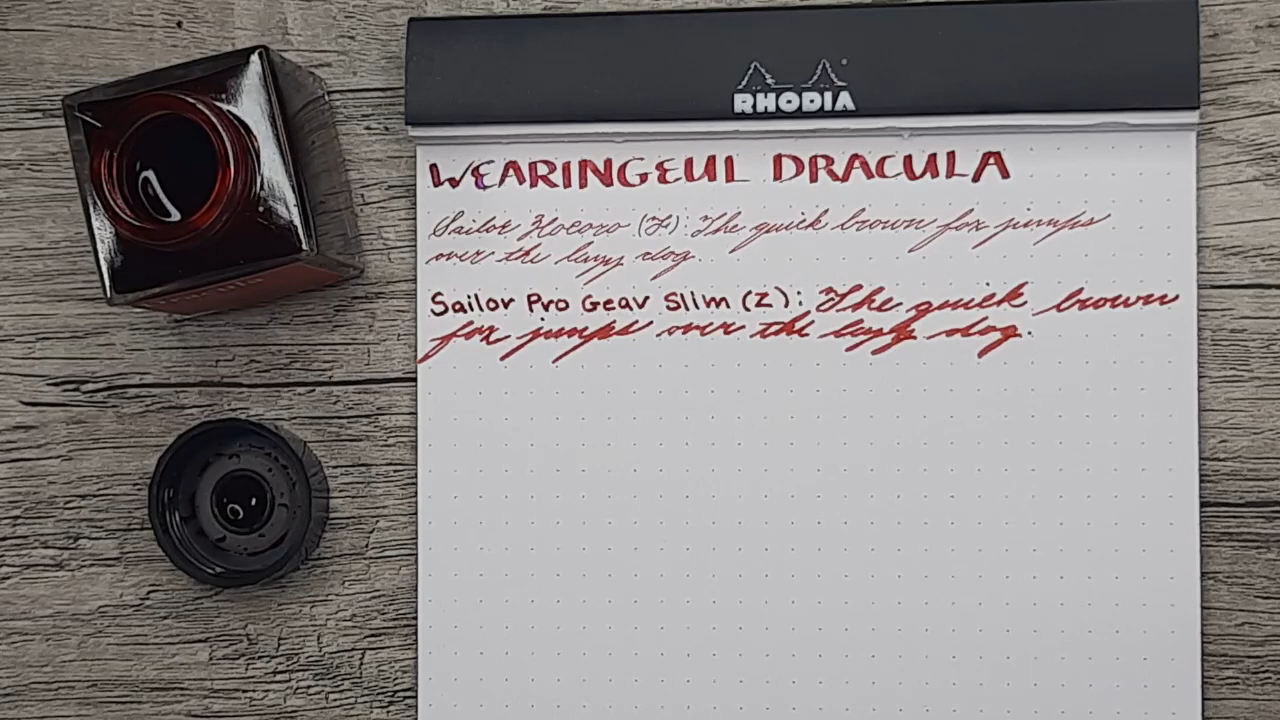 RHODIA
WEARINGEUL DRACULA
Sailor Hocoro (F): The quick brown fox jumps
over the lazy dog.
Sailor Pro Gear Slim (Z): The quick brown
fox jumps over the lazy dog.